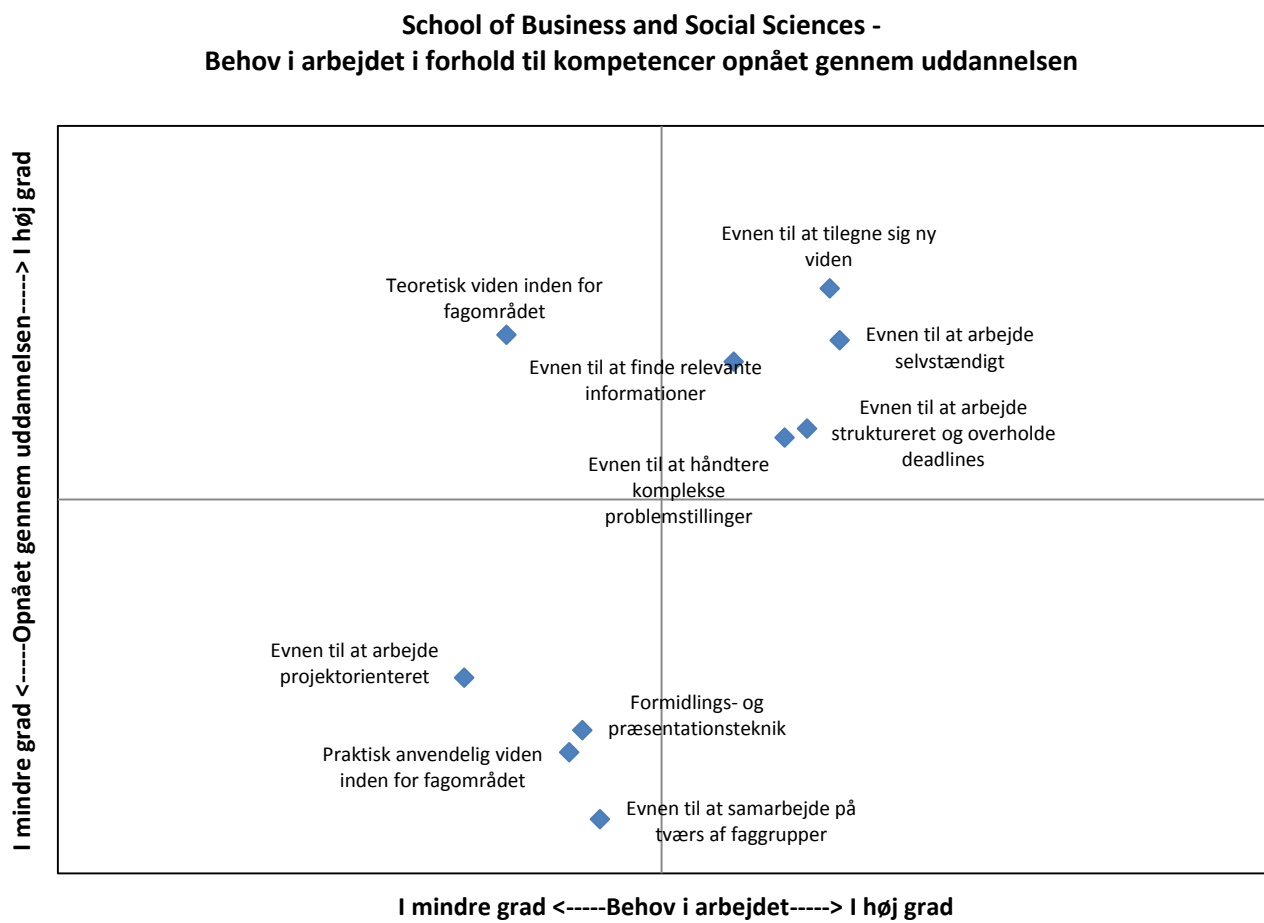 School of Business and Social Sciences -
Behov i arbejdet i forhold til kompetencer opnået gennem uddannelsen
I mindre grad <-----Opnået gennem uddannelsen-----> I høj grad
Evnen til at tilegne sig ny
viden
Teoretisk viden inden for
fagområdet
Evnen til at arbejde
selvstændigt
Evnen til at finde relevante
informationer
Evnen til at arbejde
struktureret og overholde
deadlines
Evnen til at håndtere
komplekse
problemstillinger
Evnen til at arbejde
projektorienteret
Formidlings- og
præsentationsteknik
Praktisk anvendelig viden
inden for fagområdet
Evnen til at samarbejde på
tværs af faggrupper
I mindre grad <-----Behov i arbejdet-----> I høj grad